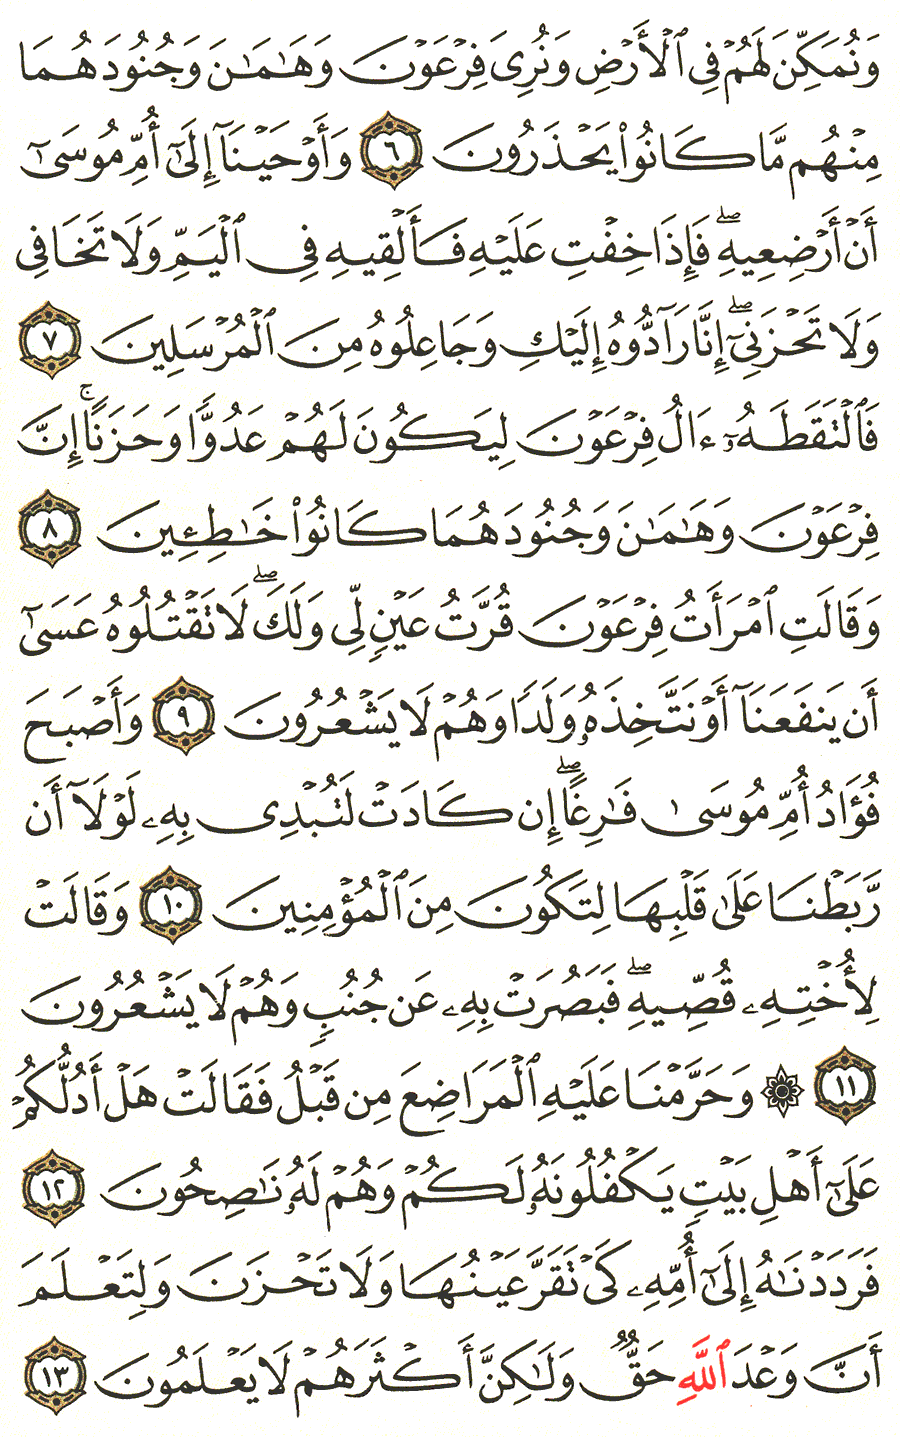 وَنُمَكِّنَ لَهُمْ فِي ٱلْأَرْضِ وَنُرِيَ فِرْعَوْنَ وَهَـٰمَـٰنَ وَجُنُودَهُمَا
مِنْهُم مَّا كَانُوا۟ يَحْذَرُونَ ٦ وَأَوْحَيْنَآ إِلَىٰٓ أُمِّ مُوسَىٰٓ
أَنْ أَرْضِعِيهِ ۖ فَإِذَا خِفْتِ عَلَيْهِ فَأَلْقِيهِ فِي ٱلْيَمِّ وَلَا تَخَافِي
وَلَا تَحْزَنِيٓ ۖ إِنَّا رَآدُّوهُ إِلَيْكِ وَجَاعِلُوهُ مِنَ ٱلْمُرْسَلِينَ ٧
فَٱلْتَقَطَهُۥٓ ءَالُ فِرْعَوْنَ لِيَكُونَ لَهُمْ عَدُوًّا وَحَزَنًا ۗ إِنَّ
فِرْعَوْنَ وَهَـٰمَـٰنَ وَجُنُودَهُمَا كَانُوا۟ خَـٰطِـِٔينَ ٨
وَقَالَتِ ٱمْرَأَتُ فِرْعَوْنَ قُرَّتُ عَيْنٍ لِّي وَلَكَ ۖ لَا تَقْتُلُوهُ عَسَىٰٓ
أَن يَنفَعَنَآ أَوْ نَتَّخِذَهُۥ وَلَدًا وَهُمْ لَا يَشْعُرُونَ ٩ وَأَصْبَحَ
فُؤَادُ أُمِّ مُوسَىٰ فَـٰرِغًا ۖ إِن كَادَتْ لَتُبْدِي بِهِۦ لَوْلَآ أَن
رَّبَطْنَا عَلَىٰ قَلْبِهَا لِتَكُونَ مِنَ ٱلْمُؤْمِنِينَ ١٠ وَقَالَتْ
لِأُخْتِهِۦ قُصِّيهِ ۖ فَبَصُرَتْ بِهِۦ عَن جُنُبٍ وَهُمْ لَا يَشْعُرُونَ
١١ ۞ وَحَرَّمْنَا عَلَيْهِ ٱلْمَرَاضِعَ مِن قَبْلُ فَقَالَتْ هَلْ أَدُلُّكُمْ
عَلَىٰٓ أَهْلِ بَيْتٍ يَكْفُلُونَهُۥ لَكُمْ وَهُمْ لَهُۥ نَـٰصِحُونَ ١٢
فَرَدَدْنَـٰهُ إِلَىٰٓ أُمِّهِۦ كَيْ تَقَرَّ عَيْنُهَا وَلَا تَحْزَنَ وَلِتَعْلَمَ
أَنَّ وَعْدَ ٱللَّهِ حَقٌّ وَلَـٰكِنَّ أَكْثَرَهُمْ لَا يَعْلَمُونَ ١٣